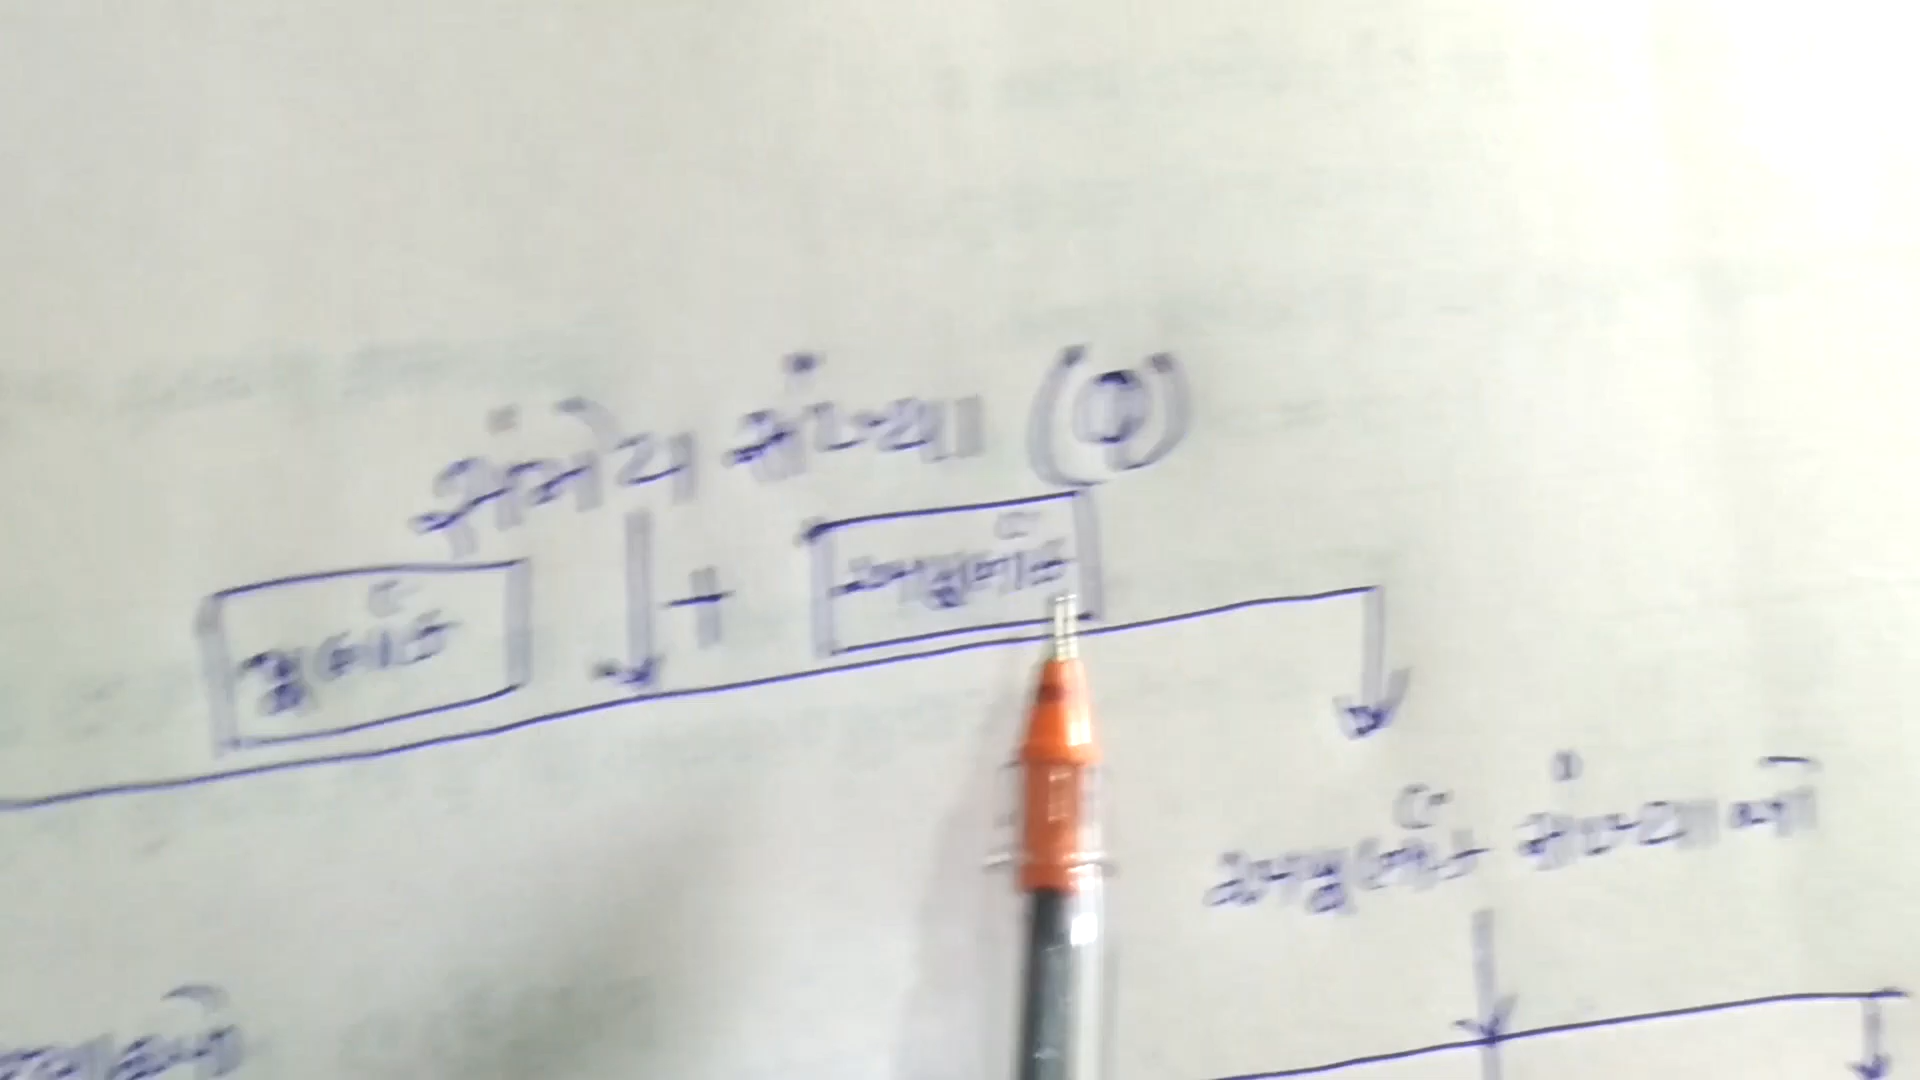 સંમેય સંખ્યા (Q)
પૂર્ણાંક + અપૂર્ણાંક
અપૂર્ણાંક સંખ્યાઓ